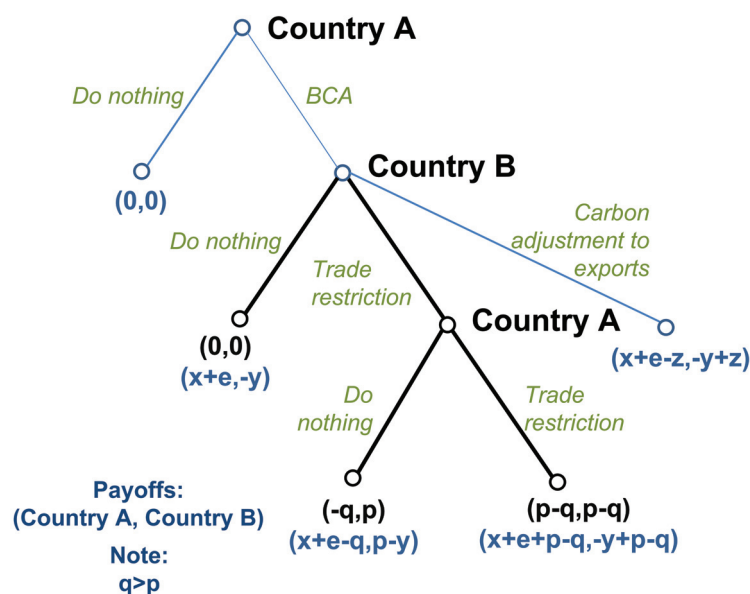 Country A
Do nothing
BCA
Country B
(0,0)
Do nothing
Trade
restriction
Carbon
adjustment to
exports
Country A
(0,0)
(x+e,-y)
(x+e-z,-y+z)
Do
nothing
Trade
restriction
Payoffs:
(Country A, Country B)
Note:
q>p
(-q,p)
(x+e-q,p-y)
(p-q,p-q)
(x+e+p-q,-y+p-q)